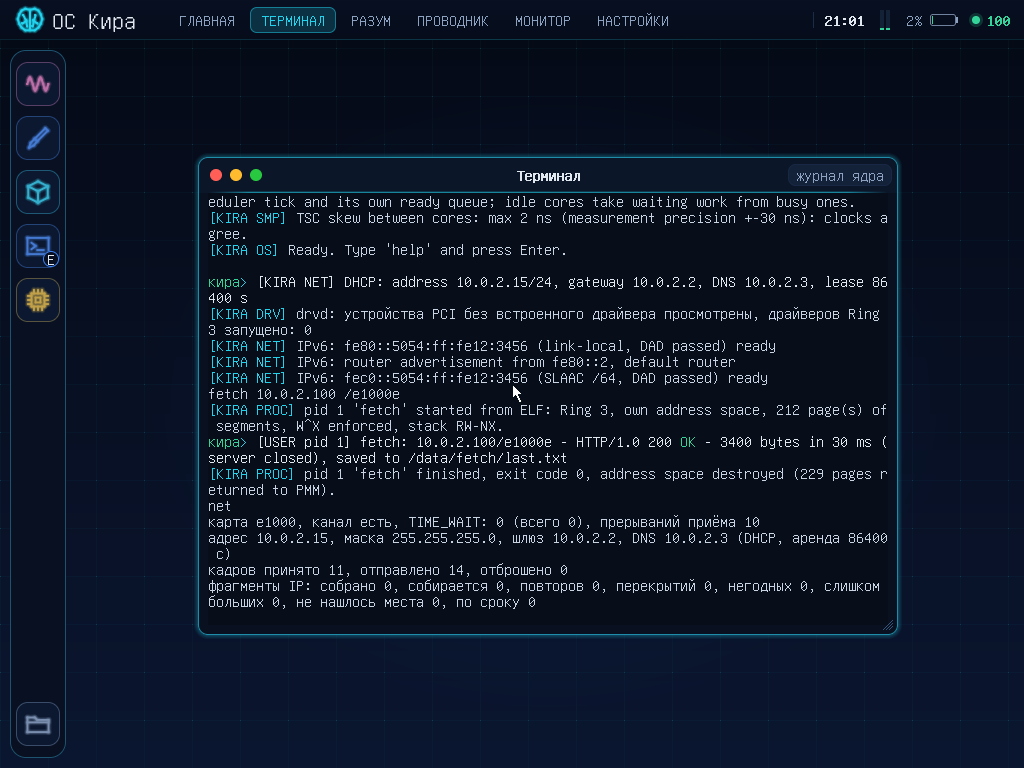 ОС Кира
ГЛАВНАЯ
ТЕРМИНАЛ
РАЗУМ
ПРОВОДНИК
МОНИТОР
НАСТРОЙКИ
21:01
2%
100
E
Терминал
журнал ядра
eduler tick and its own ready queue; idle cores take waiting work from busy ones.
[KIRA SMP] TSC skew between cores: max 2 ns (measurement precision +-30 ns): clocks a
gree.
[KIRA OS] Ready. Type 'help' and press Enter.
кира> [KIRA NET] DHCP: address 10.0.2.15/24, gateway 10.0.2.2, DNS 10.0.2.3, lease 86
400 s
[KIRA DRV] drvd: устройства PCI без встроенного драйвера просмотрены, драйверов Ring
3 запущено: 0
[KIRA NET] IPv6: fe80::5054:ff:fe12:3456 (link-local, DAD passed) ready
[KIRA NET] IPv6: router advertisement from fe80::2, default router
[KIRA NET] IPv6: fec0::5054:ff:fe12:3456 (SLAAC /64, DAD passed) ready
fetch 10.0.2.100 /e1000e
[KIRA PROC] pid 1 'fetch' started from ELF: Ring 3, own address space, 212 page(s) of
segments, W^X enforced, stack RW-NX.
кира> [USER pid 1] fetch: 10.0.2.100/e1000e - HTTP/1.0 200 OK - 3400 bytes in 30 ms (
server closed), saved to /data/fetch/last.txt
[KIRA PROC] pid 1 'fetch' finished, exit code 0, address space destroyed (229 pages r
eturned to PMM).
net
карта e1000, канал есть, TIME_WAIT: 0 (всего 0), прерываний приёма 10
адрес 10.0.2.15, маска 255.255.255.0, шлюз 10.0.2.2, DNS 10.0.2.3 (DHCP, аренда 86400
с)
кадров принято 11, отправлено 14, отброшено 0
фрагменты IP: собрано 0, собирается 0, повторов 0, перекрытий 0, негодных 0, слишком
больших 0, не нашлось места 0, по сроку 0